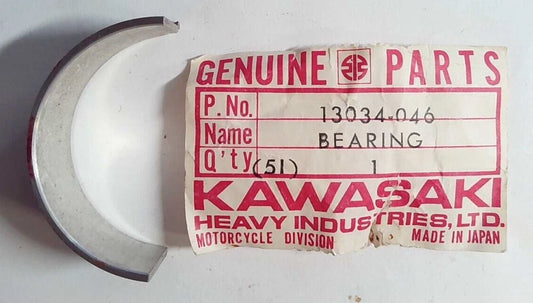 GENUINE PARTS
P. No. 13034-046
Name BEARING
Q'ty (51) 1
KAWASAKI
HEAVY INDUSTRIES, LTD.
MOTORCYCLE DIVISION MADE IN JAPAN